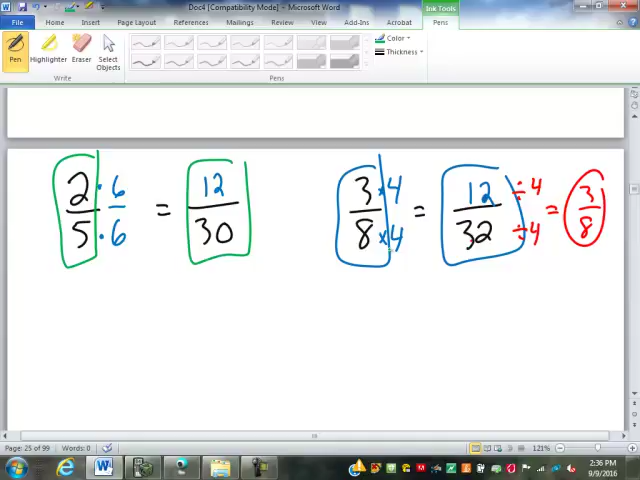 Doc4 [Compatibility Mode] - Microsoft Word
Ink Tools
File Home Insert Page Layout References Mailings Review View Add-Ins Acrobat Pens
Pen Highlighter Eraser Select Objects
Color
Thickness
Write Pens
2/5 · 6/6 = 12/30
3/8 × 4/× 4 = 12/32 ÷ 4/÷ 4 = 3/8
Page: 25 of 99 Words: 0 121%
2:36 PM
9/9/2016